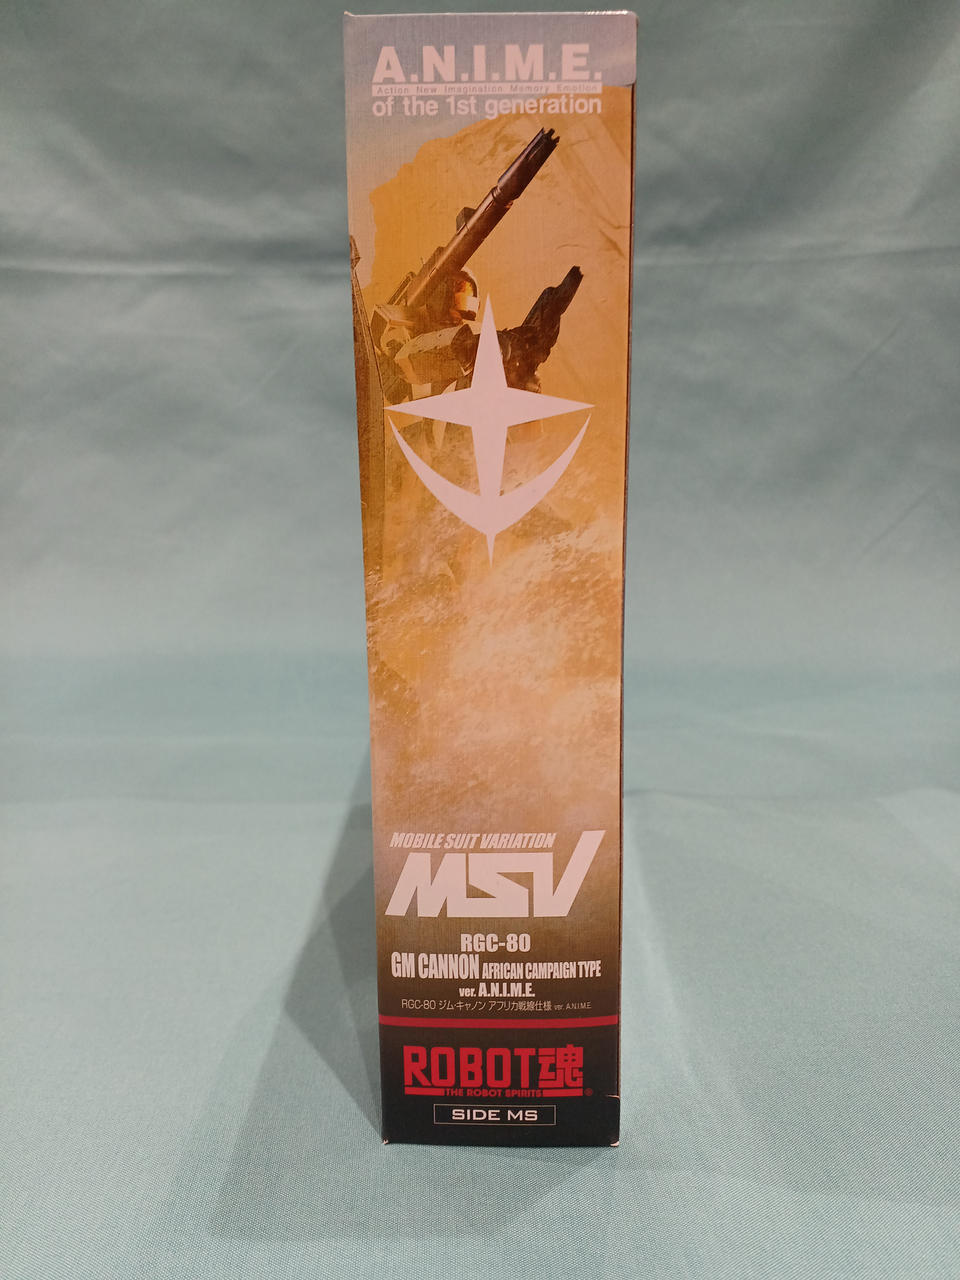 A.N.I.M.E.
Action New Imagination Memory Emotion
of the 1st generation
MOBILE SUIT VARIATION
MSV
RGC-80
GM CANNON AFRICAN CAMPAIGN TYPE
ver. A.N.I.M.E.
RGC-80 ジム・キャノン アフリカ戦線仕様 ver. A.N.I.M.E.
ROBOT魂®
THE ROBOT SPIRITS
SIDE MS